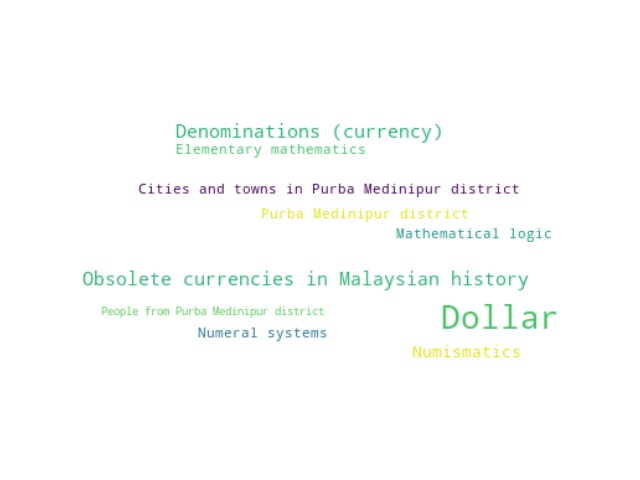 Denominations (currency)
Elementary mathematics
Cities and towns in Purba Medinipur district
Purba Medinipur district
Mathematical logic
Obsolete currencies in Malaysian history
People from Purba Medinipur district
Dollar
Numeral systems
Numismatics